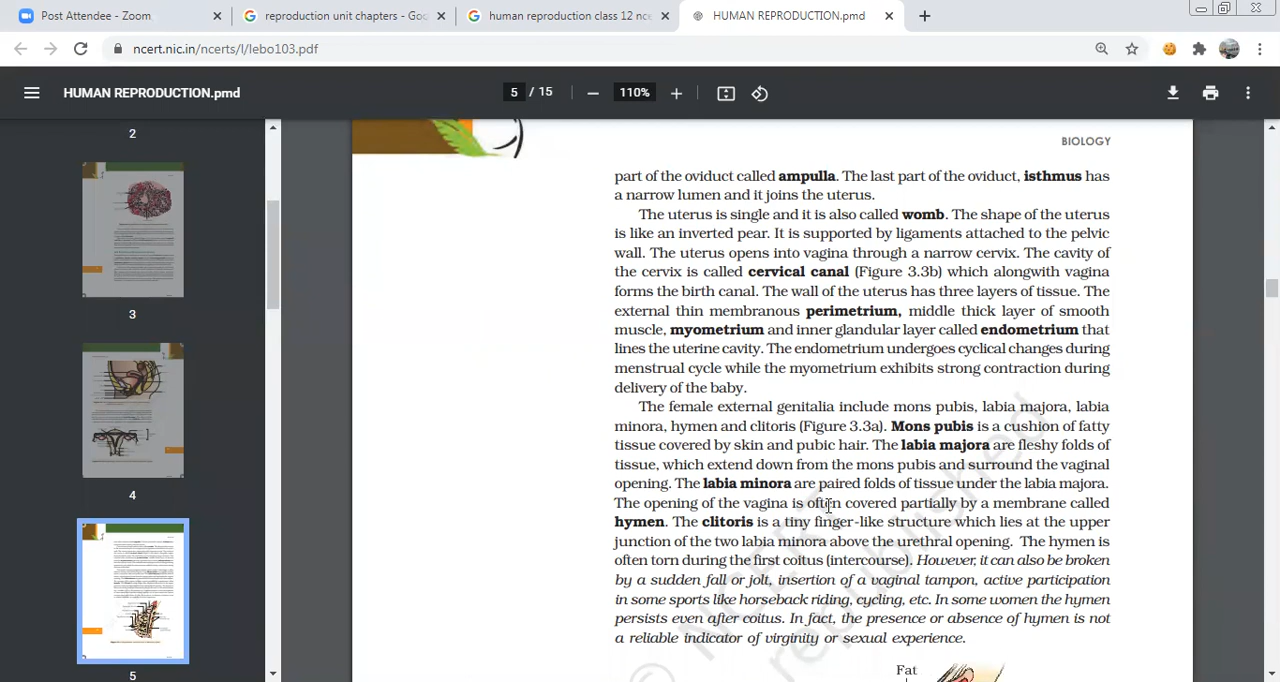 Post Attendee - Zoom
reproduction unit chapters - Goo
human reproduction class 12 nce
HUMAN REPRODUCTION.pmd
ncert.nic.in/ncerts/l/lebo103.pdf
HUMAN REPRODUCTION.pmd
5 / 15
110%
2
3
4
5
BIOLOGY
part of the oviduct called ampulla. The last part of the oviduct, isthmus has
a narrow lumen and it joins the uterus.
The uterus is single and it is also called womb. The shape of the uterus
is like an inverted pear. It is supported by ligaments attached to the pelvic
wall. The uterus opens into vagina through a narrow cervix. The cavity of
the cervix is called cervical canal (Figure 3.3b) which alongwith vagina
forms the birth canal. The wall of the uterus has three layers of tissue. The
external thin membranous perimetrium, middle thick layer of smooth
muscle, myometrium and inner glandular layer called endometrium that
lines the uterine cavity. The endometrium undergoes cyclical changes during
menstrual cycle while the myometrium exhibits strong contraction during
delivery of the baby.
The female external genitalia include mons pubis, labia majora, labia
minora, hymen and clitoris (Figure 3.3a). Mons pubis is a cushion of fatty
tissue covered by skin and pubic hair. The labia majora are fleshy folds of
tissue, which extend down from the mons pubis and surround the vaginal
opening. The labia minora are paired folds of tissue under the labia majora.
The opening of the vagina is often covered partially by a membrane called
hymen. The clitoris is a tiny finger-like structure which lies at the upper
junction of the two labia minora above the urethral opening. The hymen is
often torn during the first coitus (intercourse). However, it can also be broken
by a sudden fall or jolt, insertion of a vaginal tampon, active participation
in some sports like horseback riding, cycling, etc. In some women the hymen
persists even after coitus. In fact, the presence or absence of hymen is not
a reliable indicator of virginity or sexual experience.
Fat